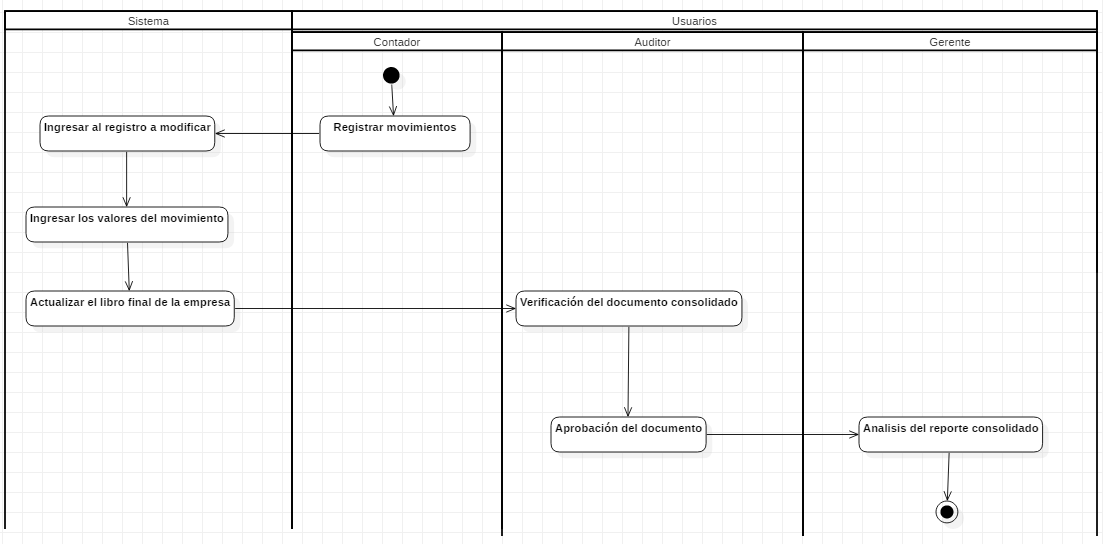 Sistema
Usuarios
Contador
Auditor
Gerente
Ingresar al registro a modificar
Registrar movimientos
Ingresar los valores del movimiento
Actualizar el libro final de la empresa
Verificación del documento consolidado
Aprobación del documento
Analisis del reporte consolidado